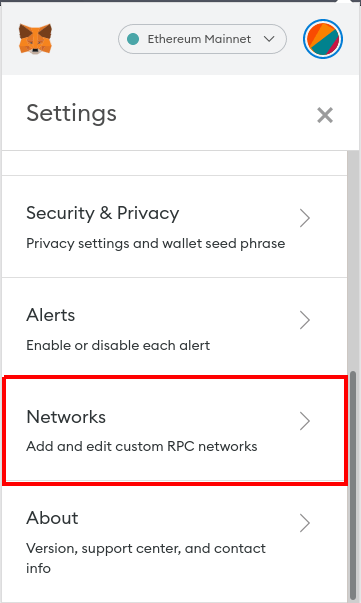 Ethereum Mainnet
Settings
Security & Privacy
Privacy settings and wallet seed phrase
Alerts
Enable or disable each alert
Networks
Add and edit custom RPC networks
About
Version, support center, and contact
info